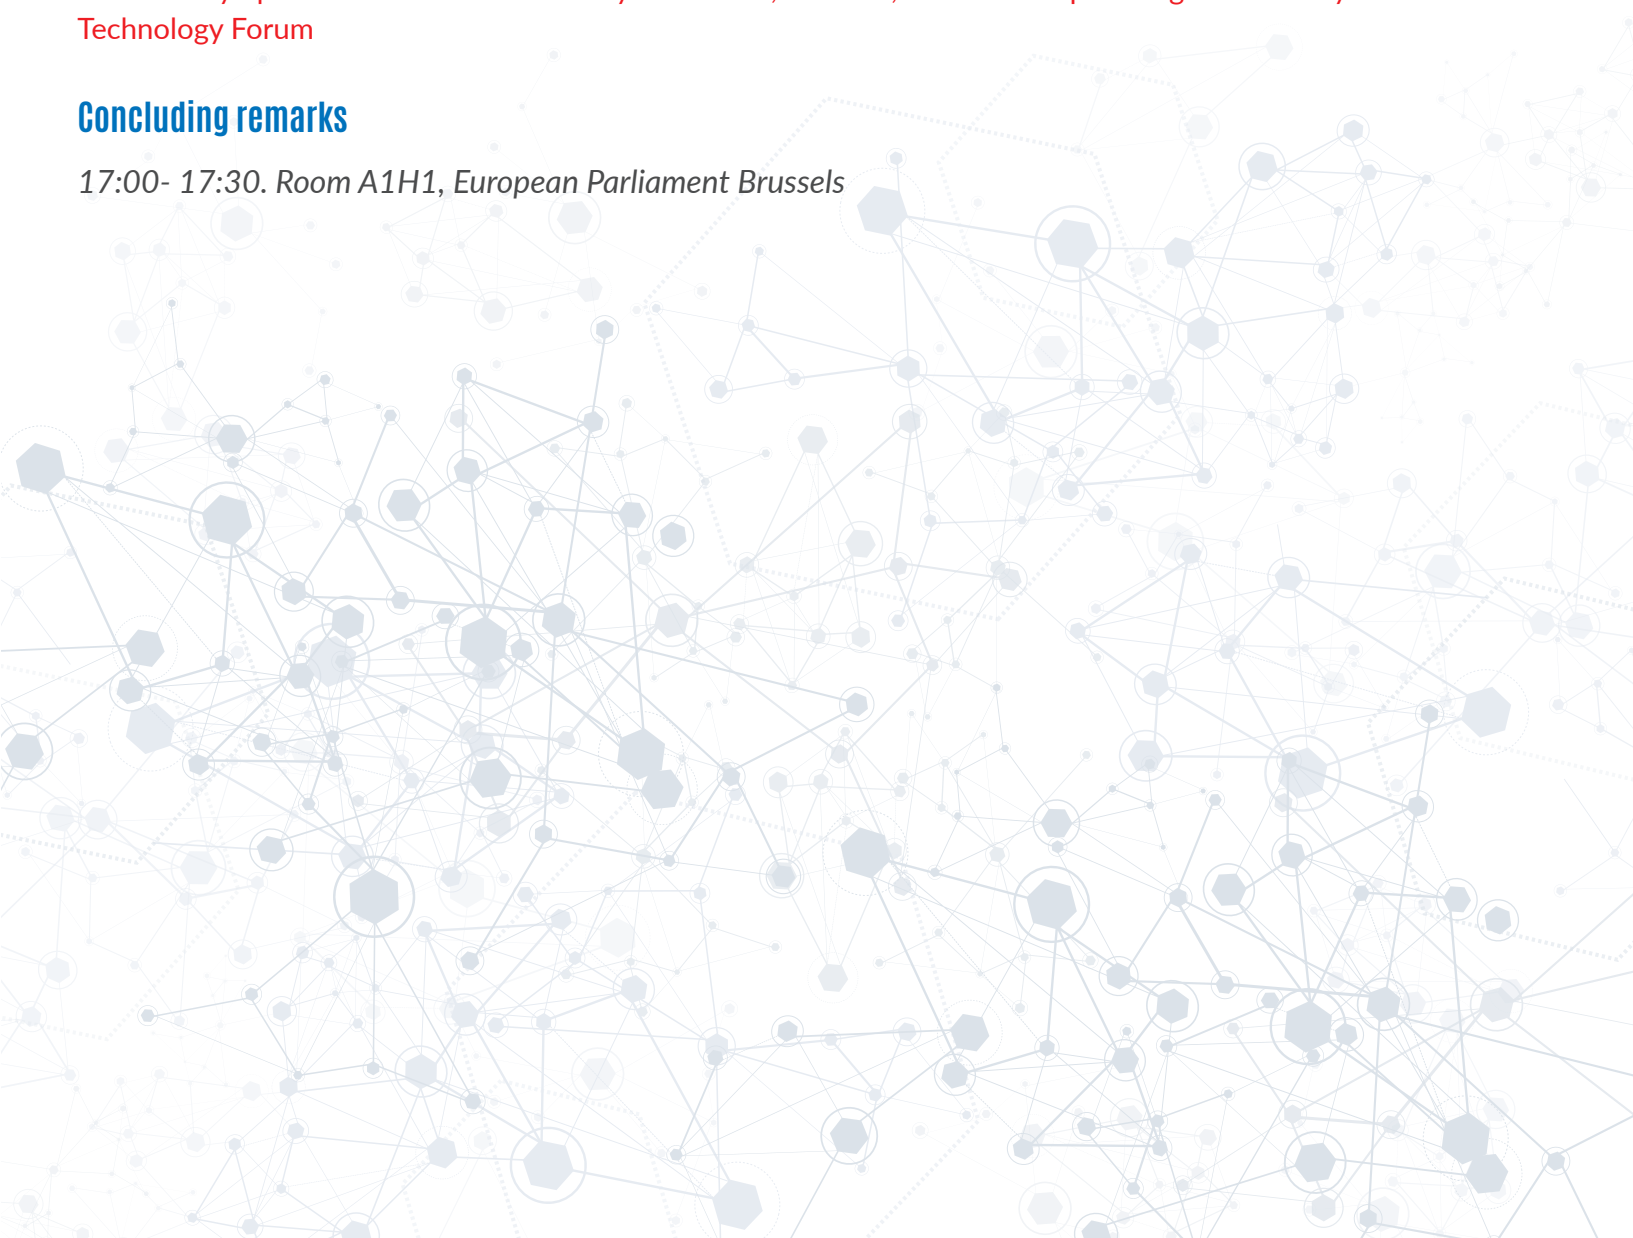 Technology Forum
Concluding remarks
17:00- 17:30. Room A1H1, European Parliament Brussels